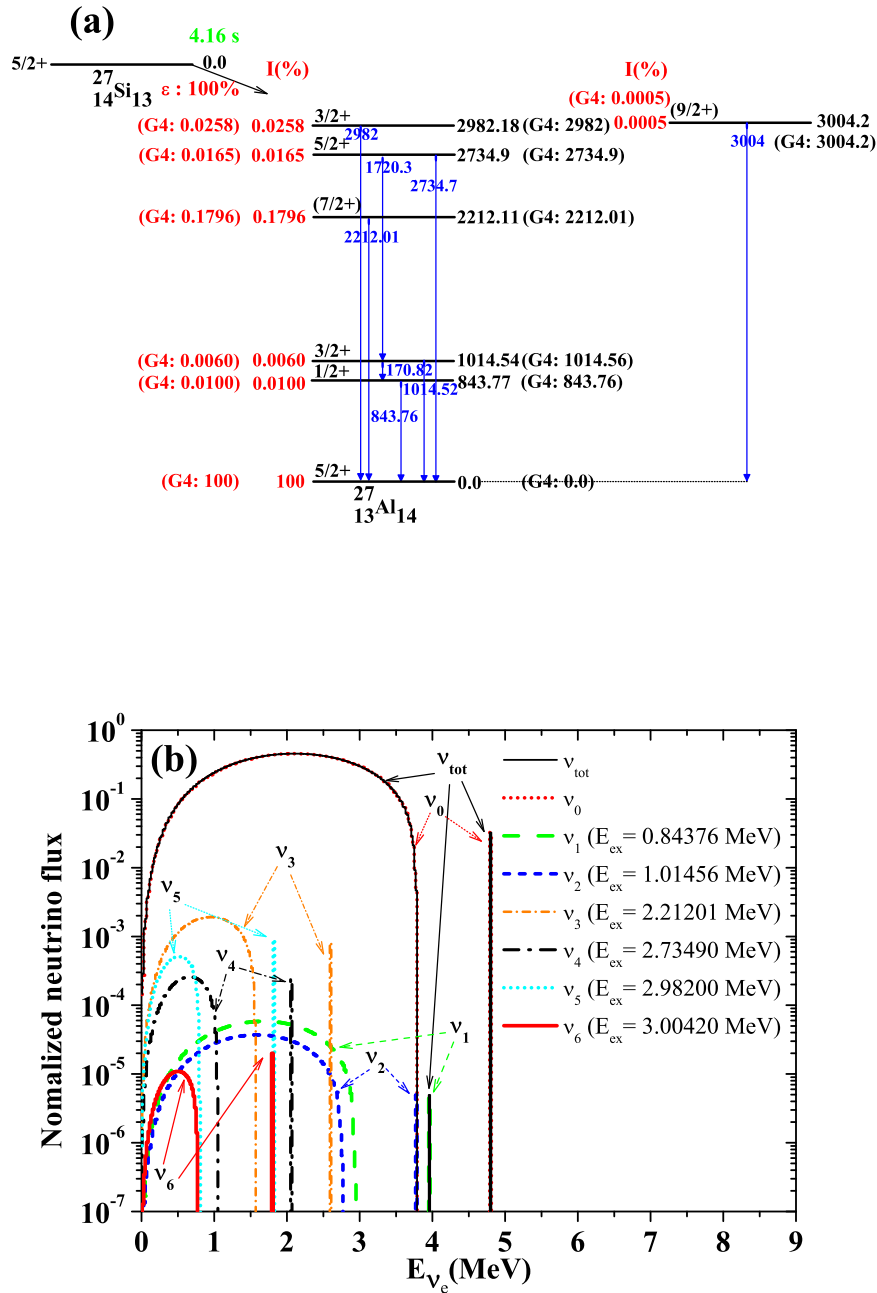 (a)
4.16 s
5/2+ 0.0 I(%) I(%)
27
14Si13 ε : 100% (G4: 0.0005)
(G4: 0.0258) 0.0258 3/2+ 2982.18 (G4: 2982) 0.0005 (9/2+) 3004.2
2982 3004 (G4: 3004.2)
(G4: 0.0165) 0.0165 5/2+ 2734.9 (G4: 2734.9)
1720.3
2734.7
(G4: 0.1796) 0.1796 (7/2+) 2212.11 (G4: 2212.01)
2212.01
(G4: 0.0060) 0.0060 3/2+ 1014.54 (G4: 1014.56)
170.82
(G4: 0.0100) 0.0100 1/2+ 843.77 (G4: 843.76)
1014.52
843.76
(G4: 100) 100 5/2+ 0.0 (G4: 0.0)
27
13Al14
(b)
Nomalized neutrino flux
10^0
10^-1
10^-2
10^-3
10^-4
10^-5
10^-6
10^-7
ν_tot
ν_0
ν_3
ν_5
ν_4
ν_1
ν_2
ν_6
ν_tot
ν_0
ν_1 (E_ex= 0.84376 MeV)
ν_2 (E_ex= 1.01456 MeV)
ν_3 (E_ex= 2.21201 MeV)
ν_4 (E_ex= 2.73490 MeV)
ν_5 (E_ex= 2.98200 MeV)
ν_6 (E_ex= 3.00420 MeV)
0 1 2 3 4 5 6 7 8 9
E_ν_e(MeV)